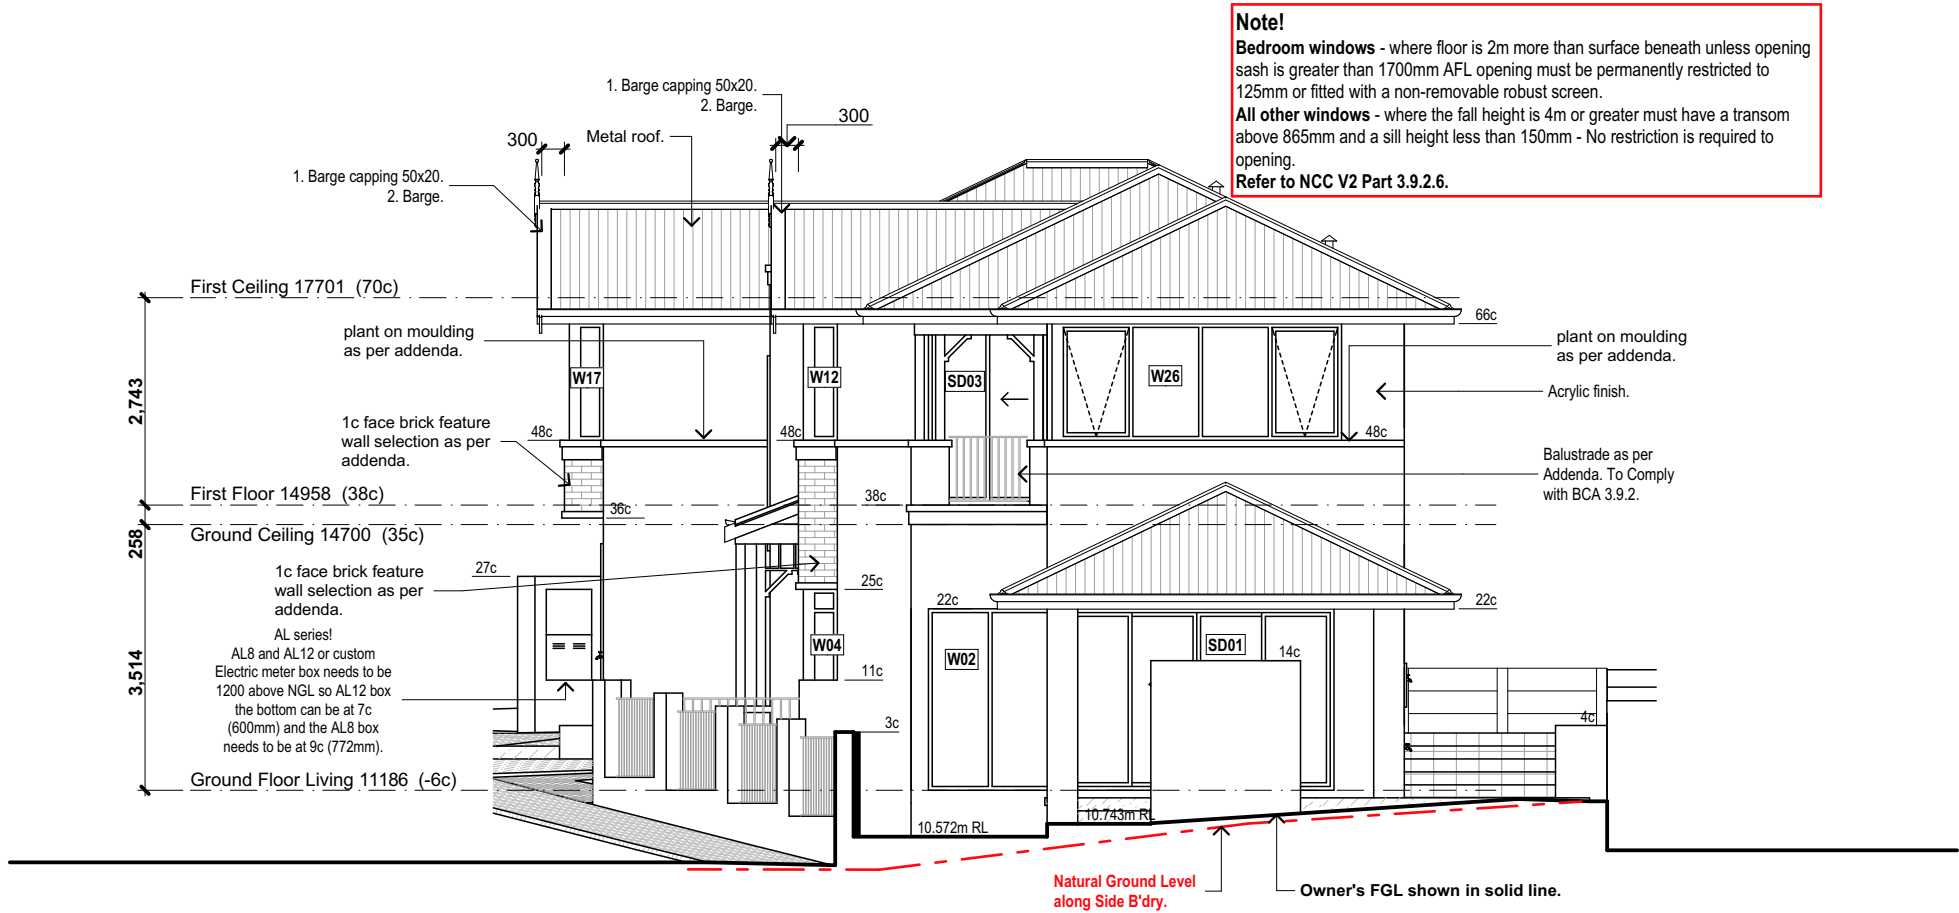 Note!
Bedroom windows - where floor is 2m more than surface beneath unless opening
sash is greater than 1700mm AFL opening must be permanently restricted to
125mm or fitted with a non-removable robust screen.
All other windows - where the fall height is 4m or greater must have a transom
above 865mm and a sill height less than 150mm - No restriction is required to
opening.
Refer to NCC V2 Part 3.9.2.6.
1. Barge capping 50x20.
2. Barge.
300
300
Metal roof.
1. Barge capping 50x20.
2. Barge.
First Ceiling 17701 (70c)
66c
plant on moulding
as per addenda.
plant on moulding
as per addenda.
W17
W12
SD03
W26
Acrylic finish.
2,743
1c face brick feature
wall selection as per
addenda.
48c
48c
48c
Balustrade as per
Addenda. To Comply
with BCA 3.9.2.
First Floor 14958 (38c)
38c
36c
258
Ground Ceiling 14700 (35c)
1c face brick feature
wall selection as per
addenda.
27c
25c
22c
22c
AL series!
AL8 and AL12 or custom
Electric meter box needs to be
1200 above NGL so AL12 box
the bottom can be at 7c
(600mm) and the AL8 box
needs to be at 9c (772mm).
W04
W02
SD01
14c
3,514
11c
3c
4c
Ground Floor Living 11186 (-6c)
10.572m RL
10.743m RL
Natural Ground Level
along Side B'dry.
Owner's FGL shown in solid line.